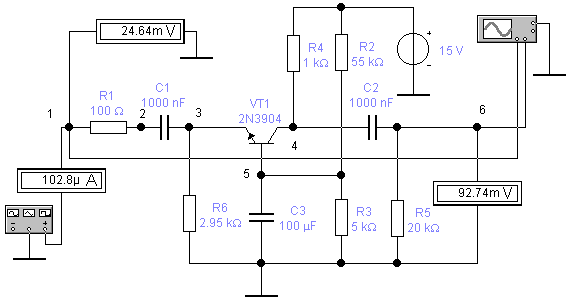 24.64m V
R4
1 kΩ
R2
55 kΩ
+
-
15 V
R1
100 Ω
C1
1000 nF
VT1
2N3904
C2
1000 nF
1
2
3
4
6
5
102.8µ A
92.74m V
R6
2.95 kΩ
C3
100 µF
R3
5 kΩ
R5
20 kΩ
- +